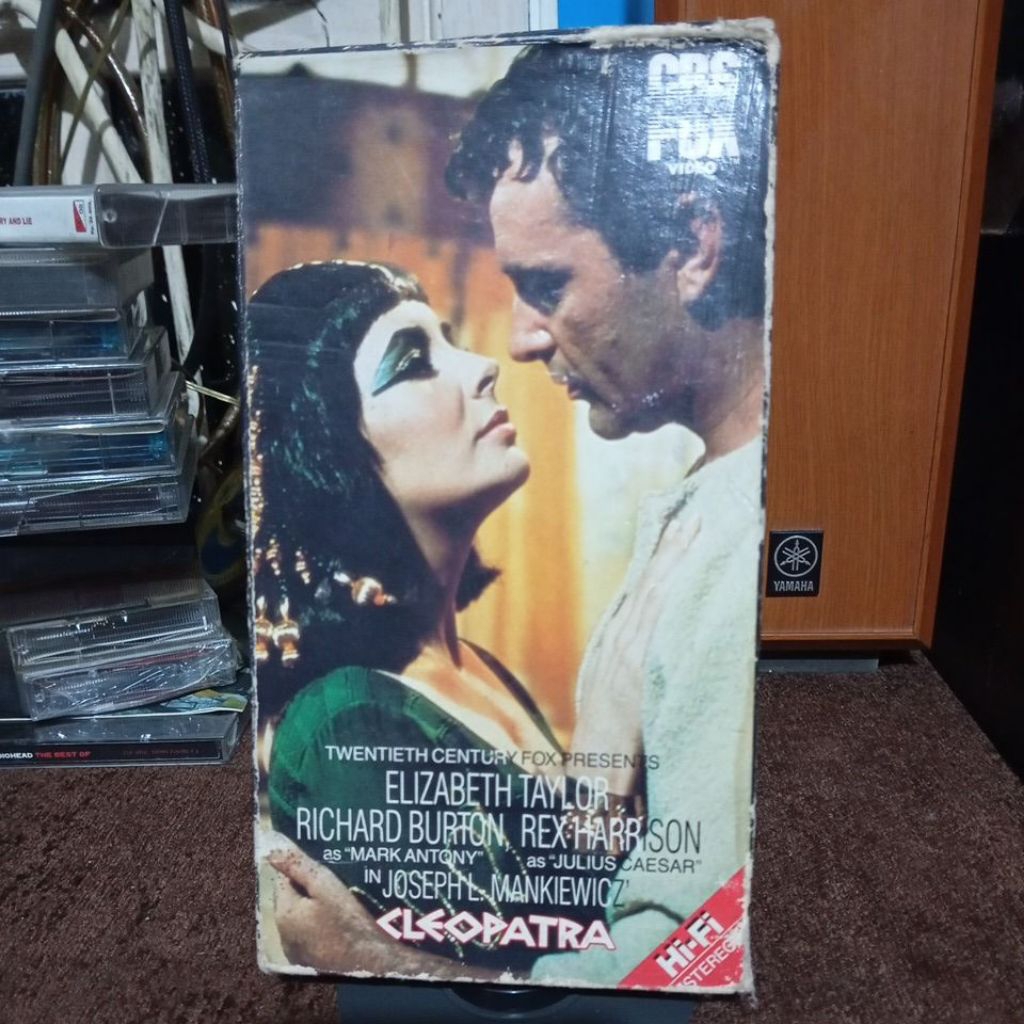 CBS
FOX
VIDEO
RY AND LIE
YAMAHA
DIOHEAD THE BEST OF
TWENTIETH CENTURY FOX PRESENTS
ELIZABETH TAYLOR
RICHARD BURTON REX HARRISON
as "MARK ANTONY" as "JULIUS CAESAR"
IN JOSEPH L. MANKIEWICZ'
CLEOPATRA
Hi-Fi
STEREO